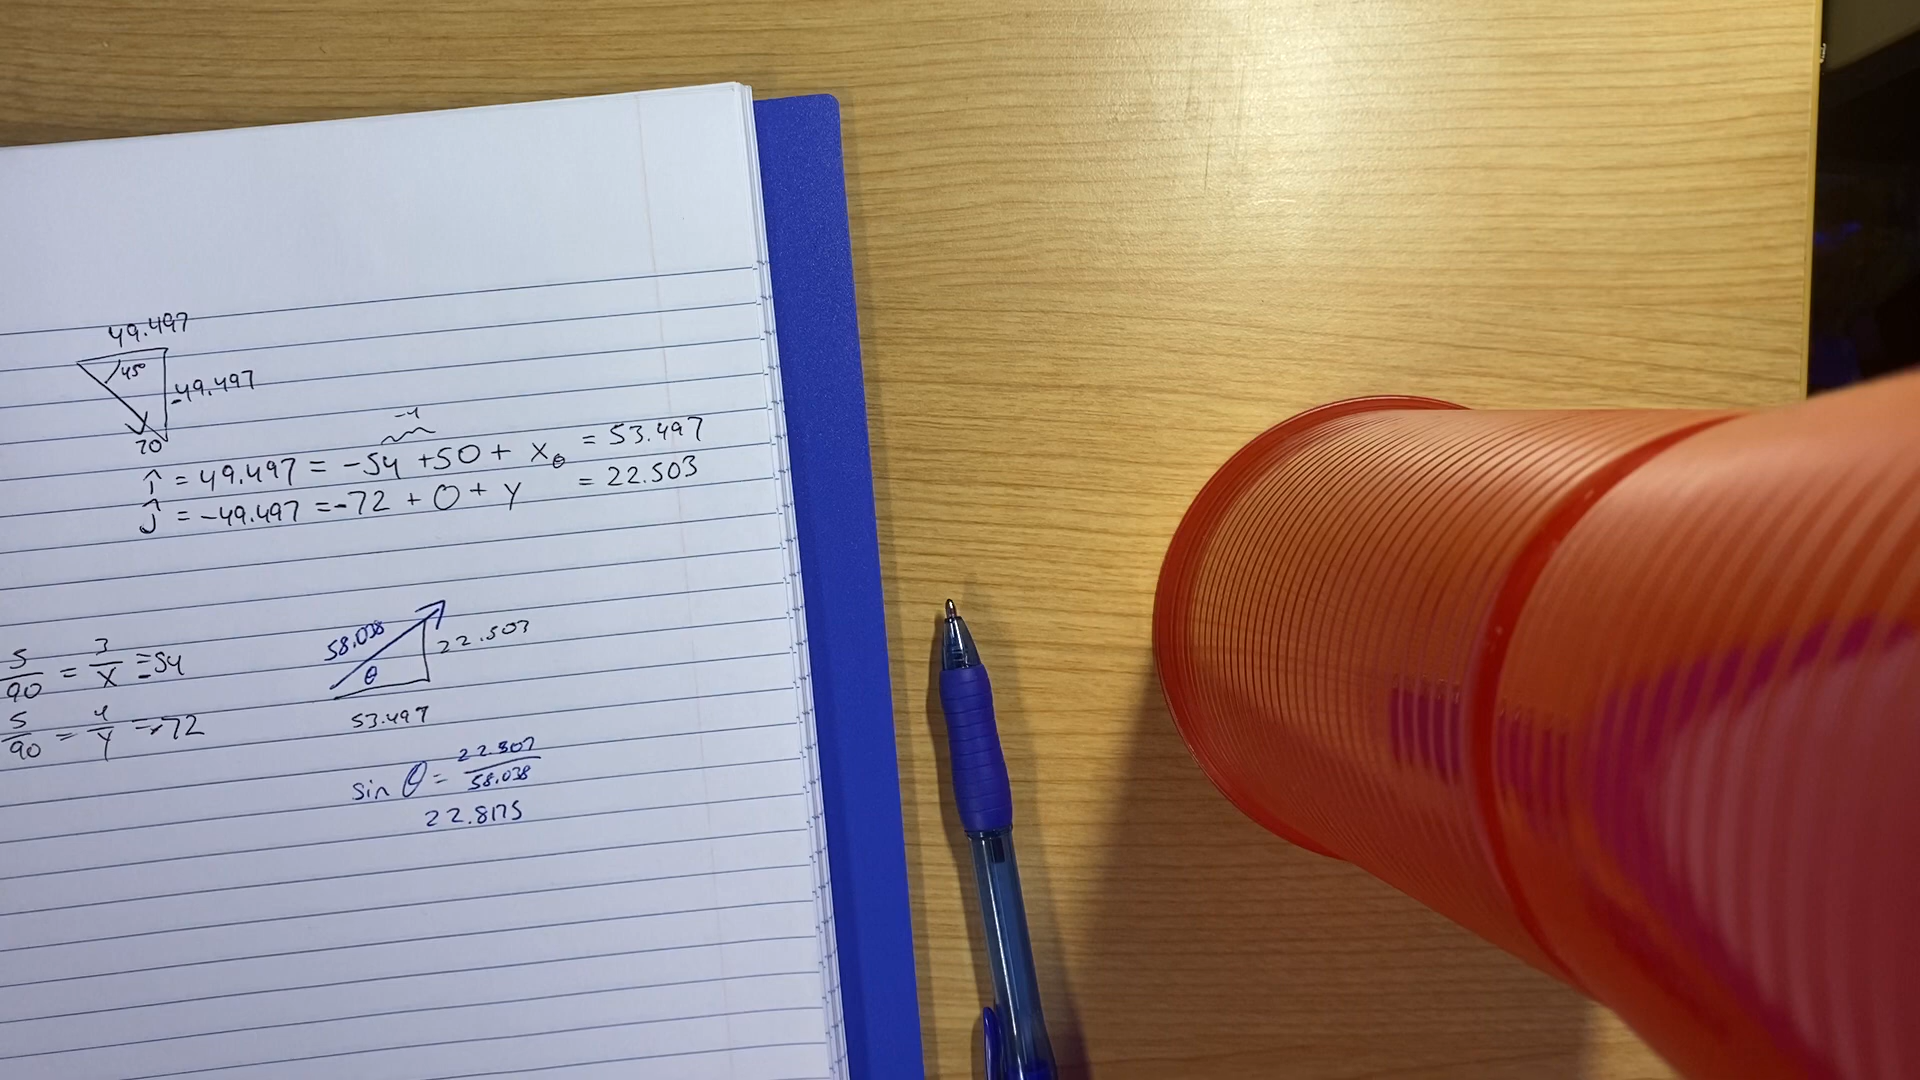 49.497
45°
-49.497
70
-4
î = 49.497 = -54 +50 + xθ = 53.497
ĵ = -49.497 = -72 + 0 + y = 22.503
58.038
22.503
θ
53.497
5/90 = 3/x = 54
5/90 = 4/y = -72
sin θ = 22.507/58.038
22.8175